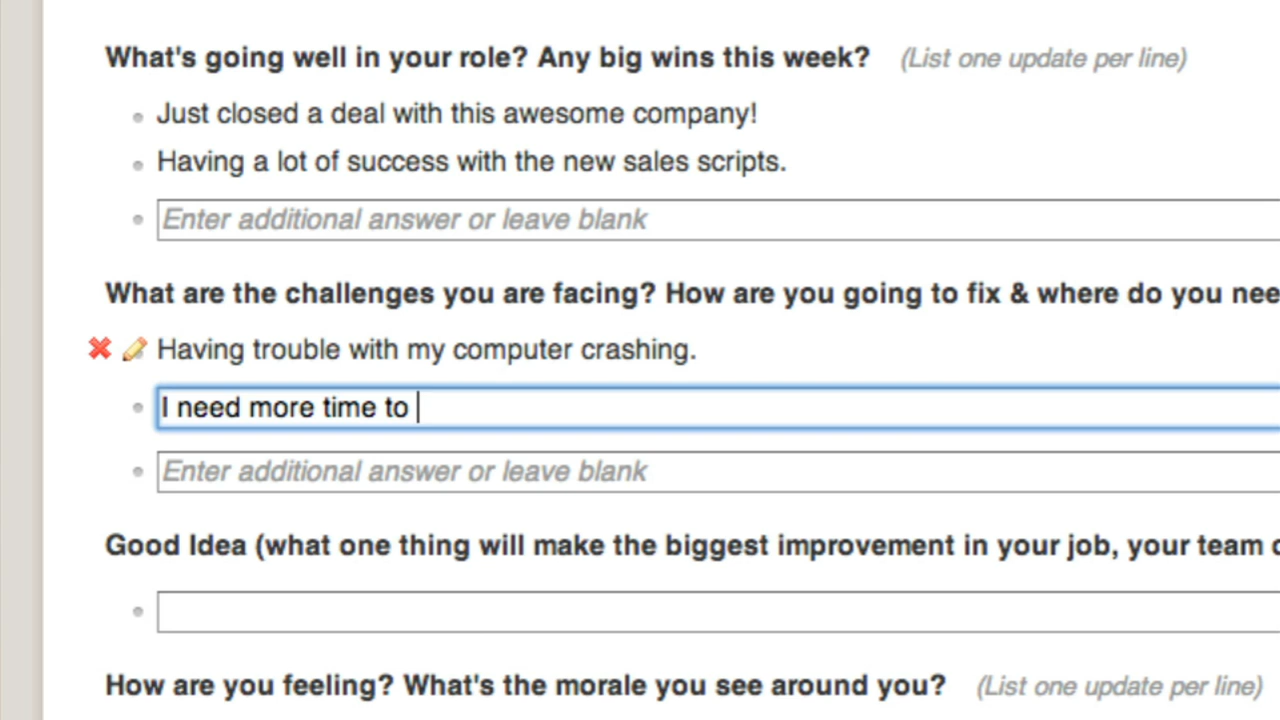 What's going well in your role? Any big wins this week? (List one update per line)
Just closed a deal with this awesome company!
Having a lot of success with the new sales scripts.
Enter additional answer or leave blank
What are the challenges you are facing? How are you going to fix & where do you nee
Having trouble with my computer crashing.
I need more time to
Enter additional answer or leave blank
Good Idea (what one thing will make the biggest improvement in your job, your team
How are you feeling? What's the morale you see around you? (List one update per line)